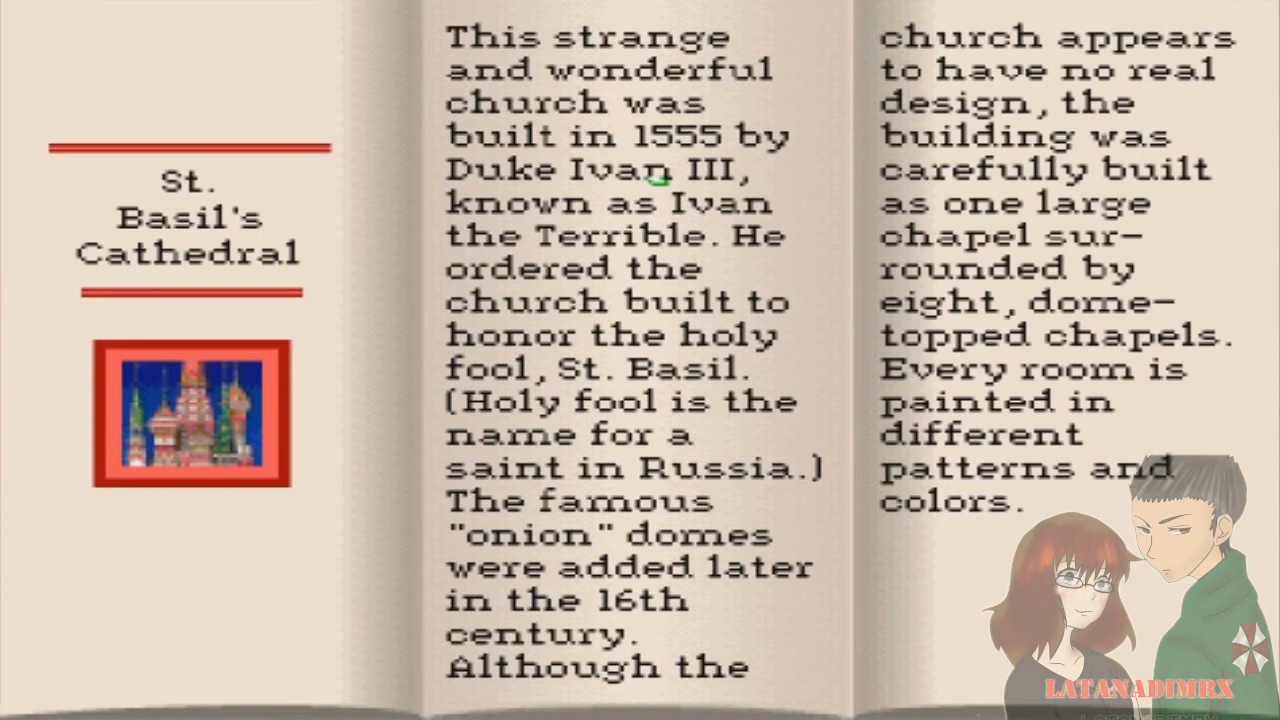 St.
Basil's
Cathedral
This strange
and wonderful
church was
built in 1555 by
Duke Ivan III,
known as Ivan
the Terrible. He
ordered the
church built to
honor the holy
fool, St. Basil.
(Holy fool is the
name for a
saint in Russia.)
The famous
"onion" domes
were added later
in the 16th
century.
Although the
church appears
to have no real
design, the
building was
carefully built
as one large
chapel sur-
rounded by
eight, dome-
topped chapels.
Every room is
painted in
different
patterns and
colors.
LATANADIMRX